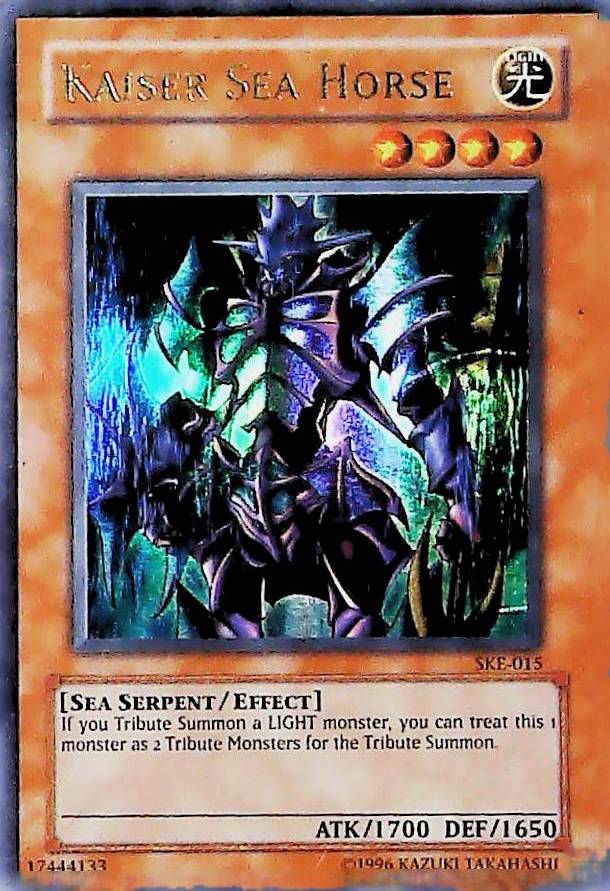 KAISER SEA HORSE
LIGHT
光
SKE-015
[SEA SERPENT/EFFECT]
If you Tribute Summon a LIGHT monster, you can treat this 1
monster as 2 Tribute Monsters for the Tribute Summon.
ATK/1700 DEF/1650
17444133
©1996 KAZUKI TAKAHASHI